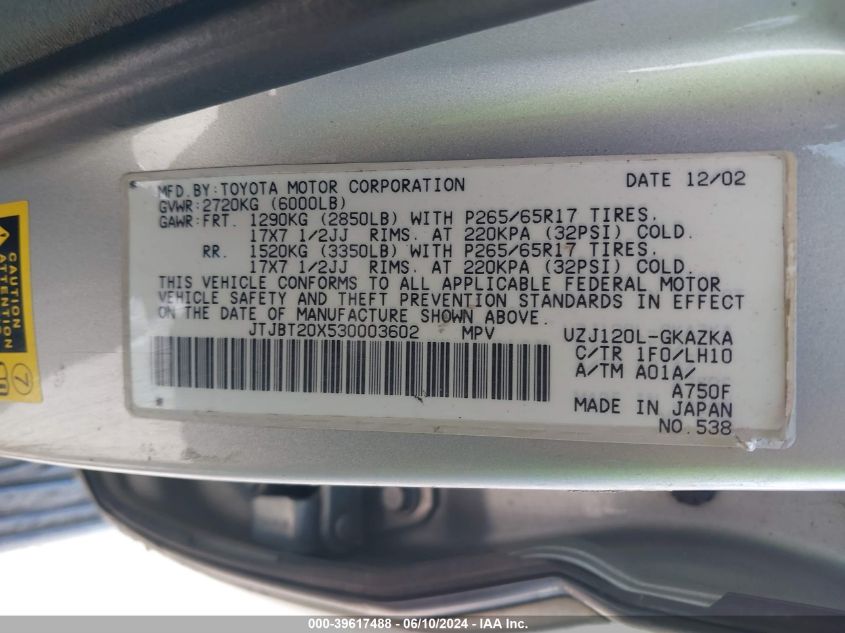 MFD.BY:TOYOTA MOTOR CORPORATION DATE 12/02
GVWR:2720KG (6000LB)
GAWR:FRT. 1290KG (2850LB) WITH P265/65R17 TIRES.
17X7 1/2JJ RIMS. AT 220KPA (32PSI) COLD.
RR. 1520KG (3350LB) WITH P265/65R17 TIRES.
17X7 1/2JJ RIMS. AT 220KPA (32PSI) COLD.
THIS VEHICLE CONFORMS TO ALL APPLICABLE FEDERAL MOTOR
VEHICLE SAFETY AND THEFT PREVENTION STANDARDS IN EFFECT
ON THE DATE OF MANUFACTURE SHOWN ABOVE.
JTJBT20X530003602 MPV UZJ120L-GKAZKA
C/TR 1F0/LH10
A/TM A01A/
A750F
MADE IN JAPAN
NO.538
CAUTION
ATTENTION
7
000-39617488 - 06/10/2024 - IAA Inc.